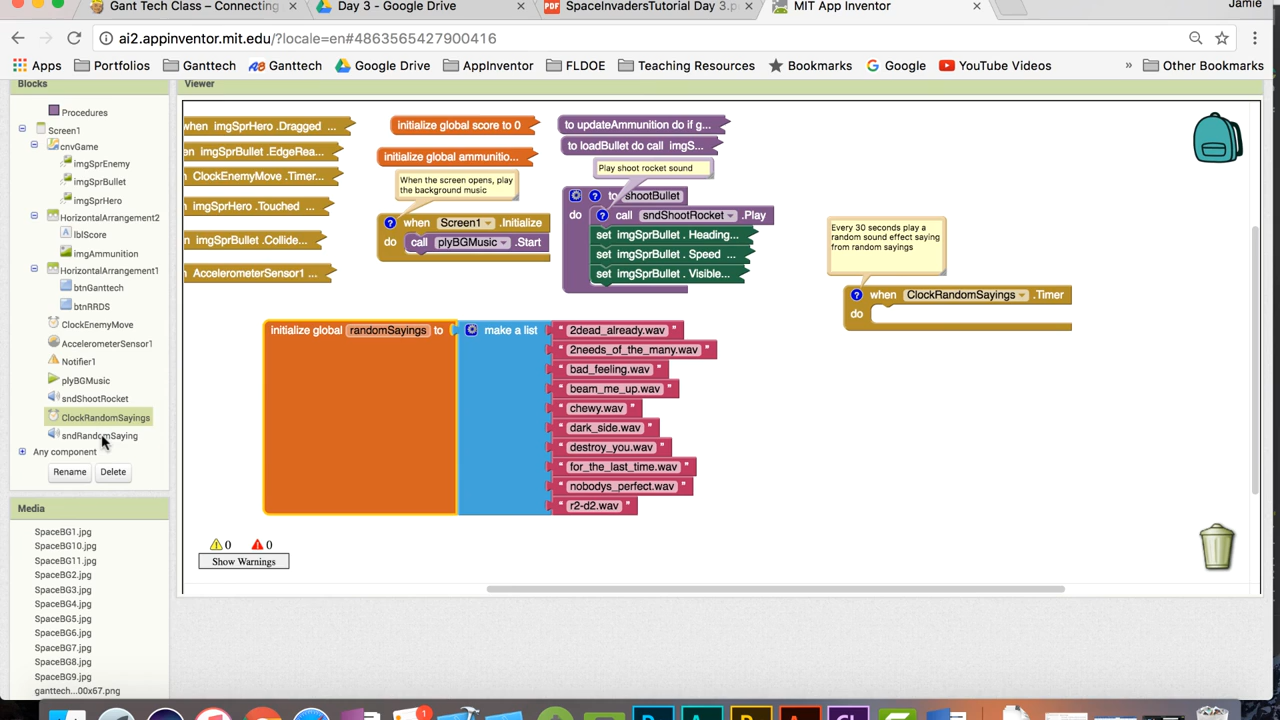 Gant Tech Class – Connecting
Day 3 - Google Drive
SpaceInvadersTutorial Day 3.p
MIT App Inventor
Jamie
ai2.appinventor.mit.edu/?locale=en#4863565427900416
Apps
Portfolios
Ganttech
Ganttech
Google Drive
AppInventor
FLDOE
Teaching Resources
Bookmarks
Google
YouTube Videos
»
Other Bookmarks
Blocks
Viewer
Procedures
Screen1
cnvGame
imgSprEnemy
imgSprBullet
imgSprHero
HorizontalArrangement2
lblScore
imgAmmunition
HorizontalArrangement1
btnGanttech
btnRRDS
ClockEnemyMove
AccelerometerSensor1
Notifier1
plyBGMusic
sndShootRocket
ClockRandomSayings
sndRandomSaying
Any component
Rename
Delete
Media
SpaceBG1.jpg
SpaceBG10.jpg
SpaceBG11.jpg
SpaceBG2.jpg
SpaceBG3.jpg
SpaceBG4.jpg
SpaceBG5.jpg
SpaceBG6.jpg
SpaceBG7.jpg
SpaceBG8.jpg
SpaceBG9.jpg
ganttech...00x67.png
when imgSprHero .Dragged ...
en imgSprBullet .EdgeRea...
ClockEnemyMove .Timer...
en imgSprHero .Touched ...
n imgSprBullet .Collide...
n AccelerometerSensor1 ...
initialize global score to 0
initialize global ammunitio...
When the screen opens, play
the background music
? when Screen1 .Initialize
do call plyBGMusic .Start
to updateAmmunition do if g...
to loadBullet do call imgS...
Play shoot rocket sound
? to shootBullet
do ? call sndShootRocket .Play
set imgSprBullet . Heading...
set imgSprBullet . Speed ...
set imgSprBullet . Visible...
Every 30 seconds play a
random sound effect saying
from random sayings
? when ClockRandomSayings .Timer
do
initialize global randomSayings to make a list " 2dead_already.wav "
" 2needs_of_the_many.wav "
" bad_feeling.wav "
" beam_me_up.wav "
" chewy.wav "
" dark_side.wav "
" destroy_you.wav "
" for_the_last_time.wav "
" nobodys_perfect.wav "
" r2-d2.wav "
0 0
Show Warnings
1